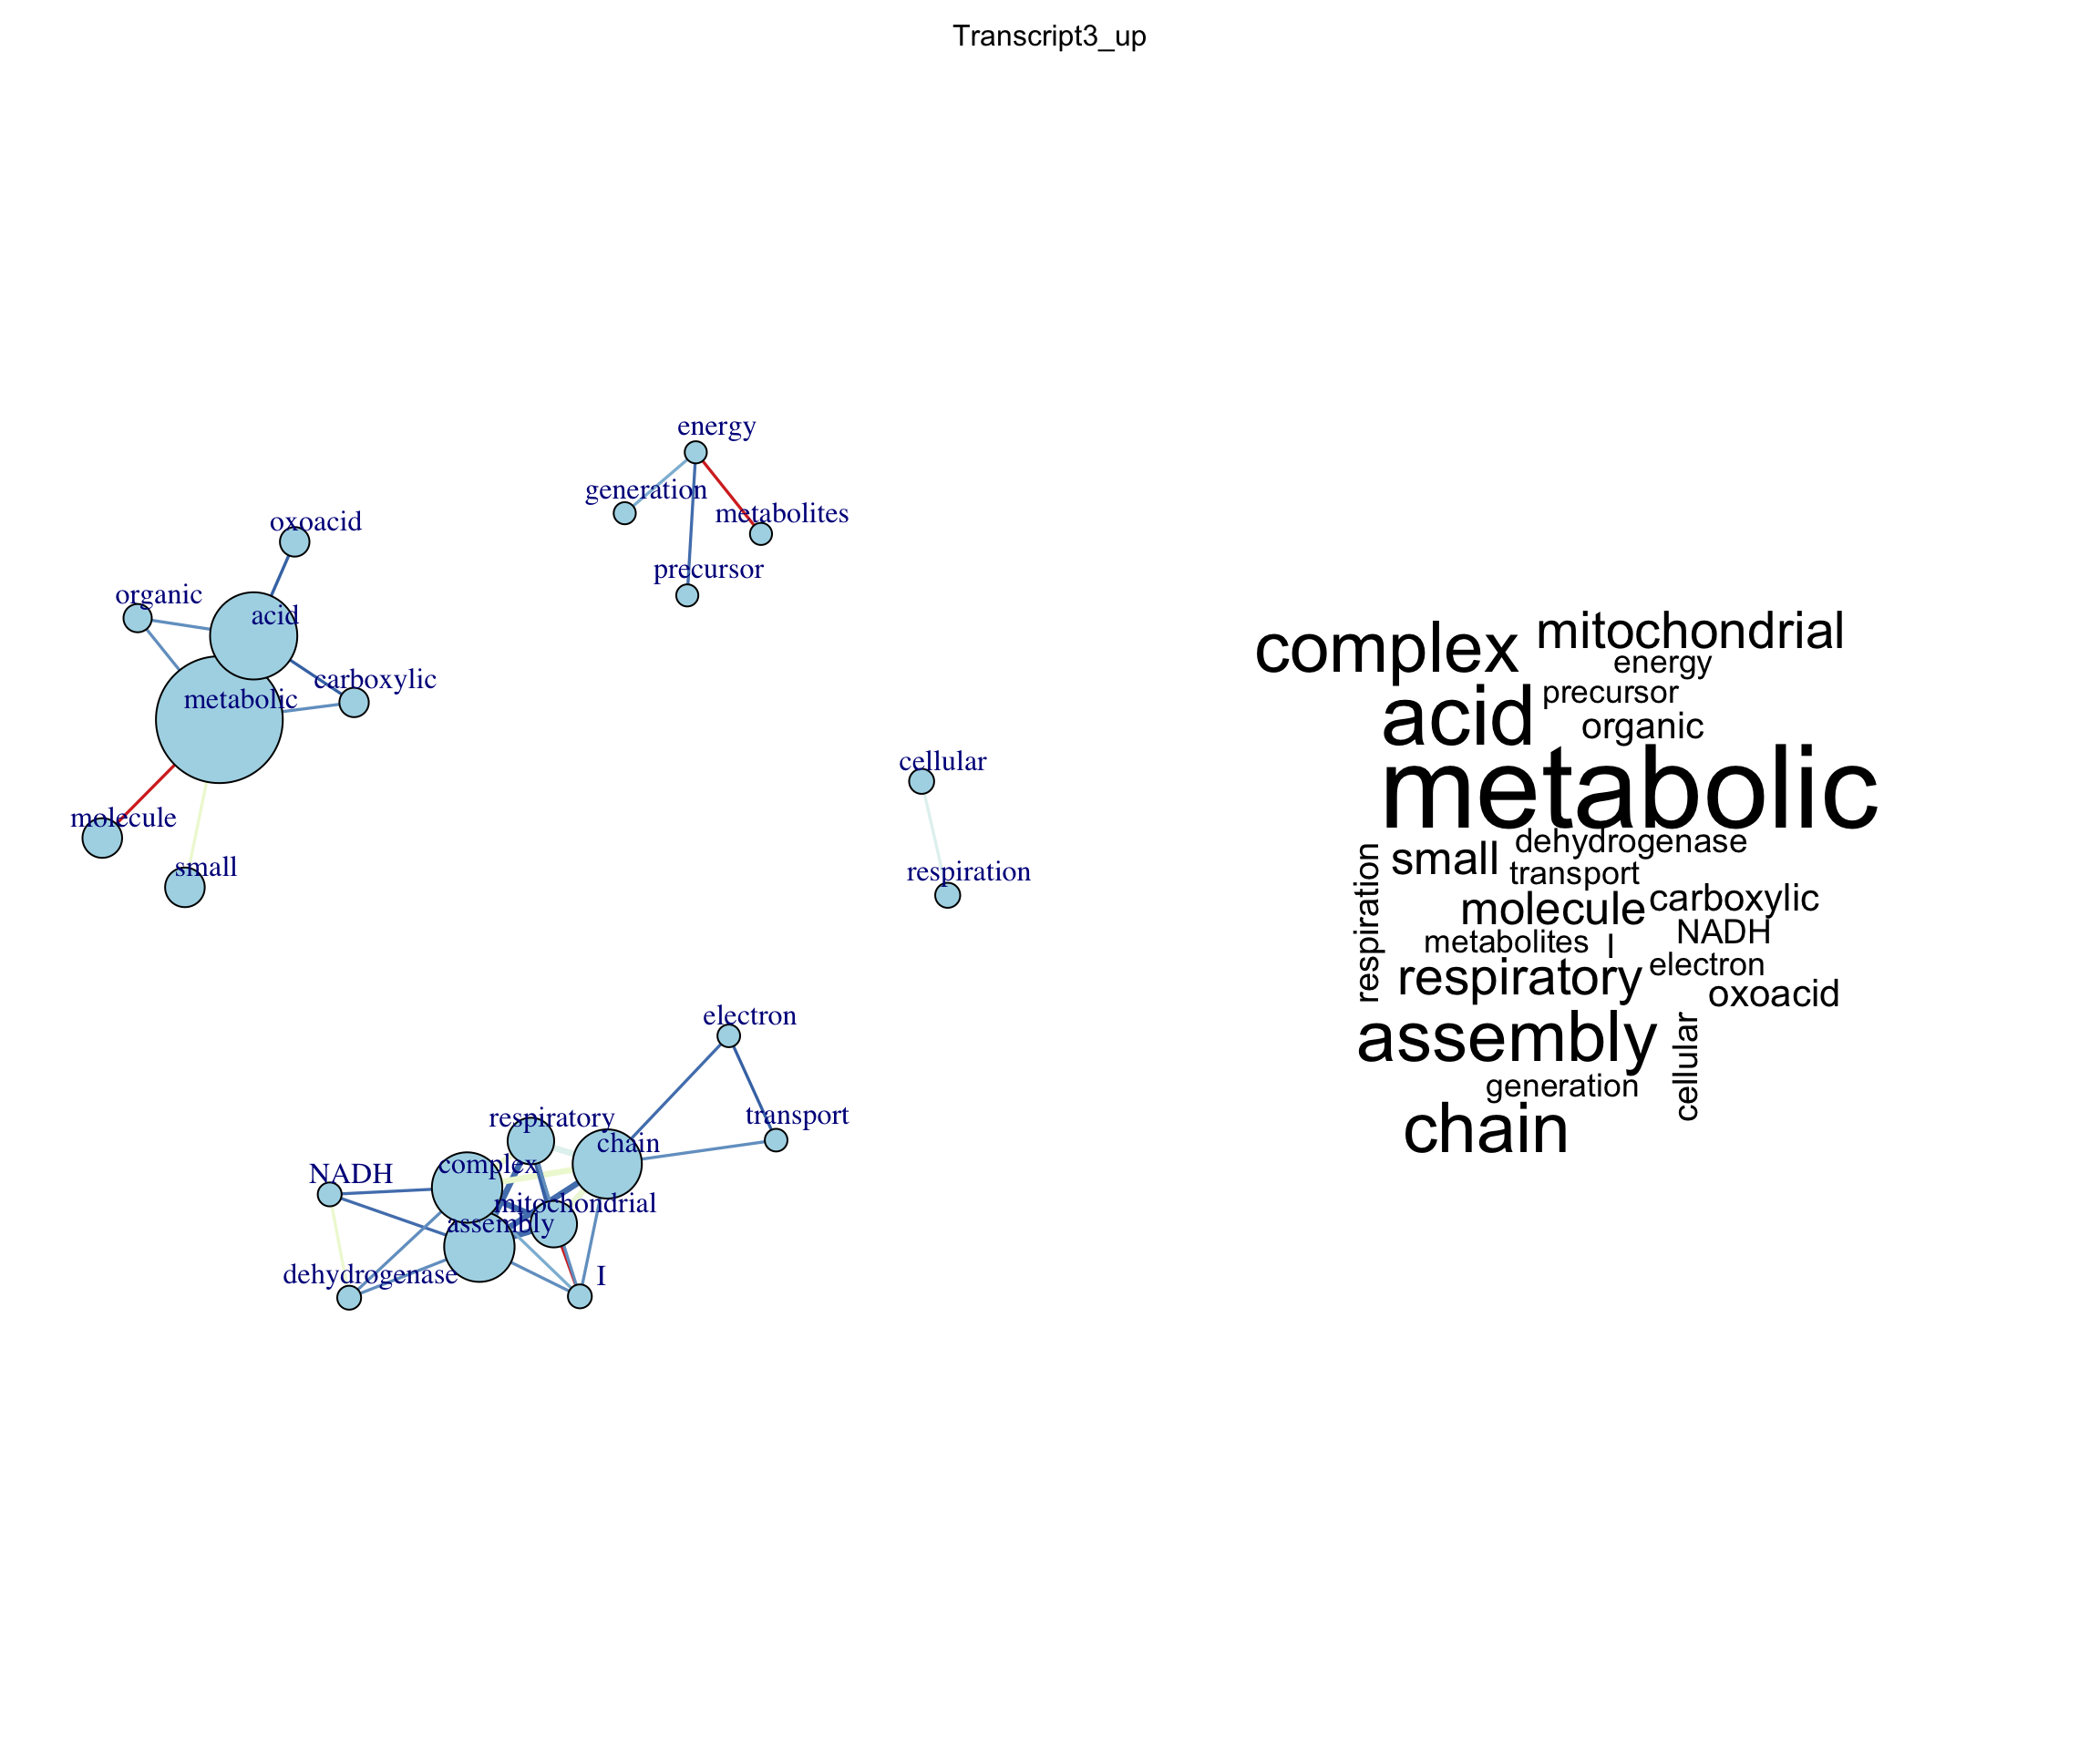 Transcript3_up
energy
generation
metabolites
precursor
oxoacid
organic
acid
carboxylic
metabolic
molecule
small
cellular
respiration
electron
transport
respiratory
chain
complex
NADH
mitochondrial
assembly
dehydrogenase
I
complex
mitochondrial
energy
precursor
acid
organic
metabolic
dehydrogenase
small
transport
respiration
molecule
carboxylic
NADH
metabolites
I
electron
respiratory
oxoacid
assembly
cellular
generation
chain